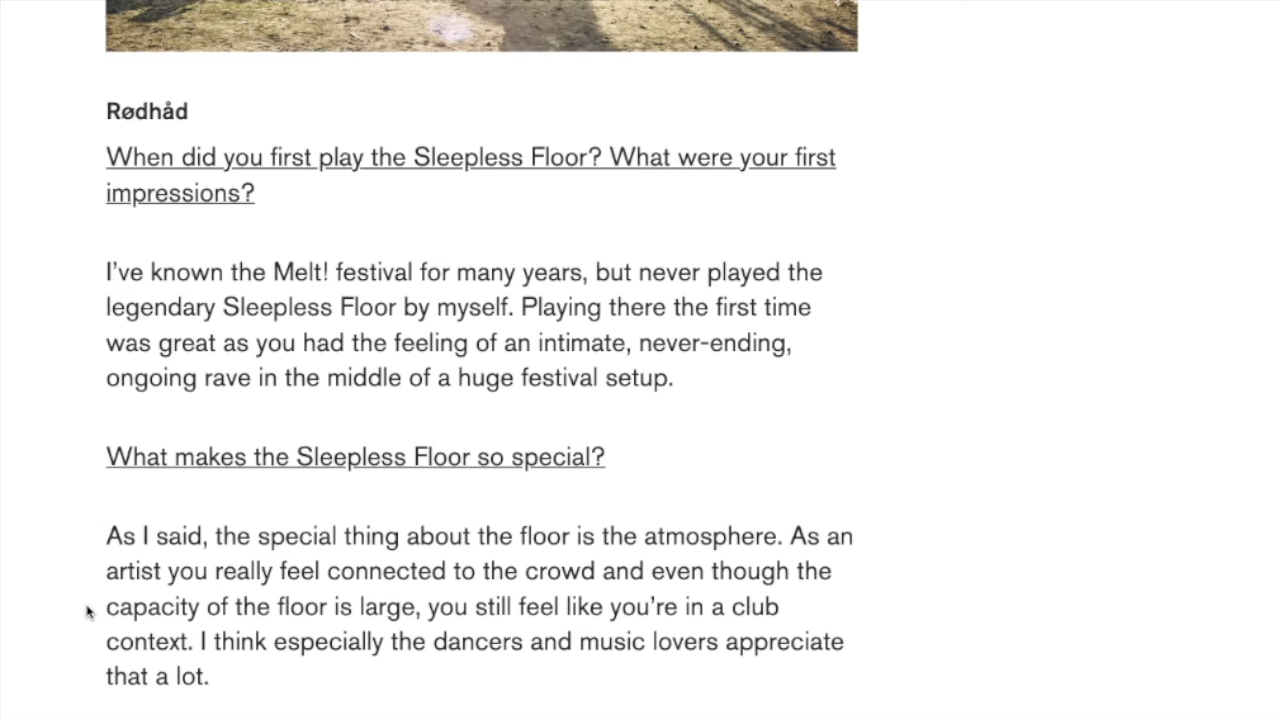 Rødhåd
When did you first play the Sleepless Floor? What were your first
impressions?
I’ve known the Melt! festival for many years, but never played the
legendary Sleepless Floor by myself. Playing there the first time
was great as you had the feeling of an intimate, never-ending,
ongoing rave in the middle of a huge festival setup.
What makes the Sleepless Floor so special?
As I said, the special thing about the floor is the atmosphere. As an
artist you really feel connected to the crowd and even though the
capacity of the floor is large, you still feel like you’re in a club
context. I think especially the dancers and music lovers appreciate
that a lot.